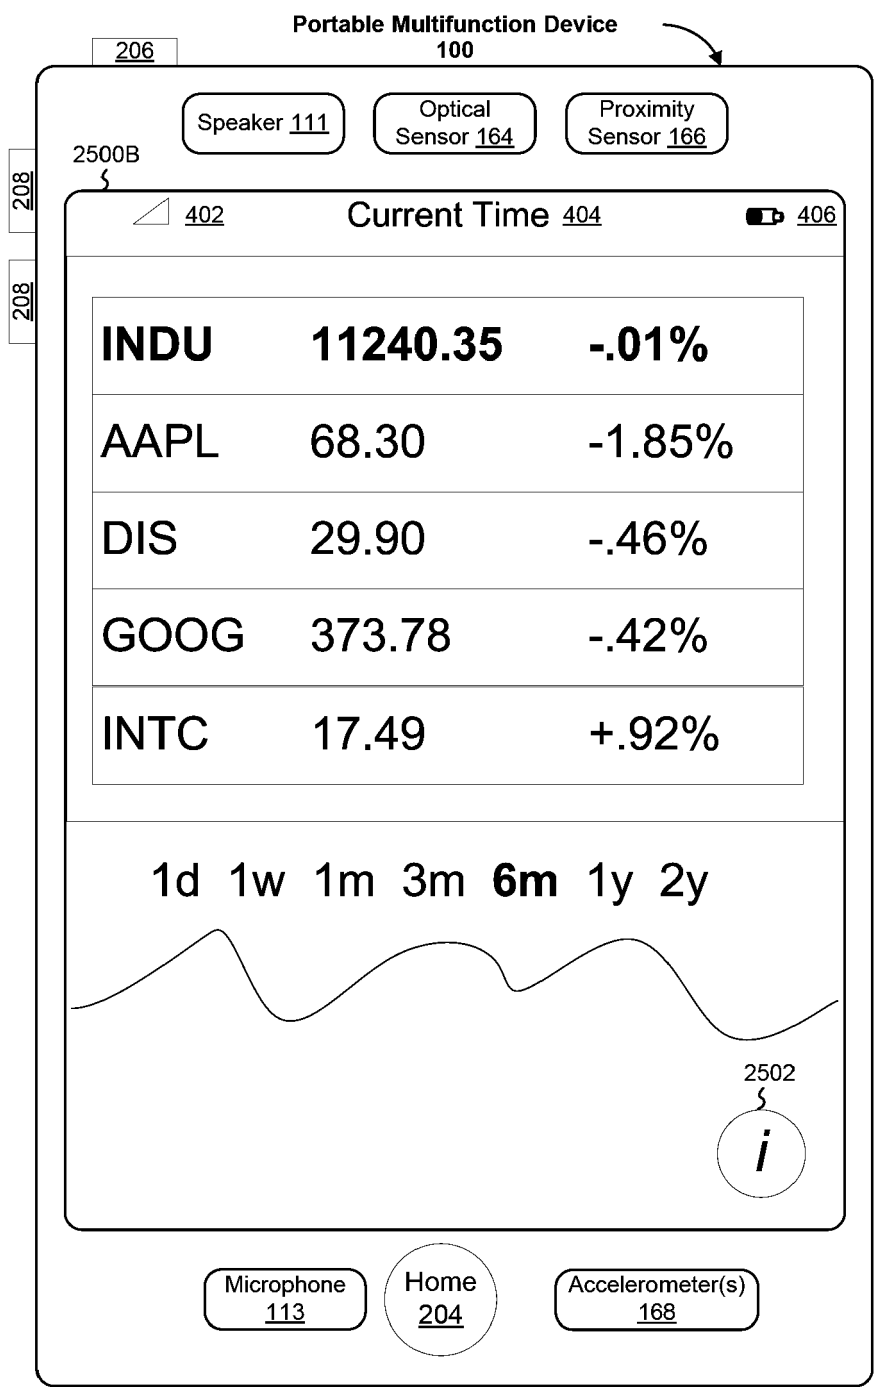 Portable Multifunction Device
100
206
Speaker 111
Optical
Sensor 164
Proximity
Sensor 166
2500B
208
208
402
Current Time 404
406
INDU 11240.35 -.01%
AAPL 68.30 -1.85%
DIS 29.90 -.46%
GOOG 373.78 -.42%
INTC 17.49 +.92%
1d 1w 1m 3m 6m 1y 2y
2502
i
Microphone
113
Home
204
Accelerometer(s)
168